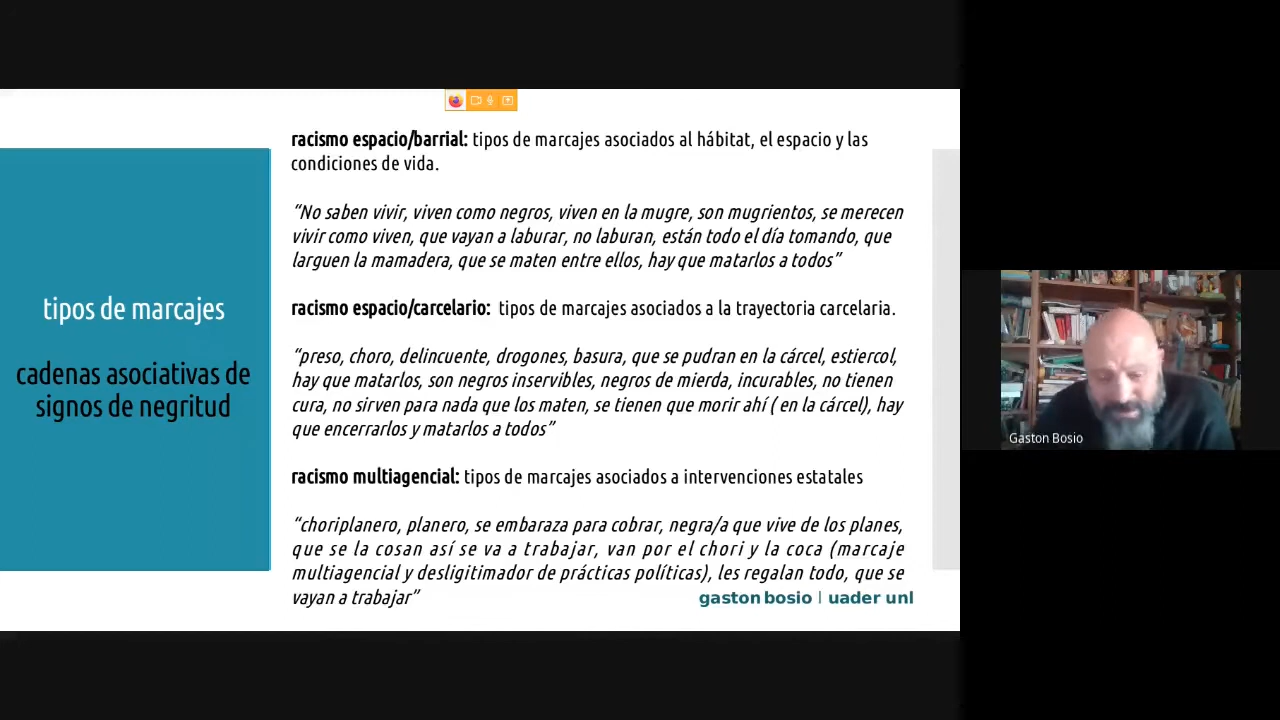 racismo espacio/barrial: tipos de marcajes asociados al hábitat, el espacio y las
condiciones de vida.
“No saben vivir, viven como negros, viven en la mugre, son mugrientos, se merecen
vivir como viven, que vayan a laburar, no laburan, están todo el día tomando, que
larguen la mamadera, que se maten entre ellos, hay que matarlos a todos”
tipos de marcajes
cadenas asociativas de
signos de negritud
racismo espacio/carcelario: tipos de marcajes asociados a la trayectoria carcelaria.
“preso, choro, delincuente, drogones, basura, que se pudran en la cárcel, estiercol,
hay que matarlos, son negros inservibles, negros de mierda, incurables, no tienen
cura, no sirven para nada que los maten, se tienen que morir ahí ( en la cárcel), hay
que encerrarlos y matarlos a todos”
racismo multiagencial: tipos de marcajes asociados a intervenciones estatales
“choriplanero, planero, se embaraza para cobrar, negra/a que vive de los planes,
que se la cosan así se va a trabajar, van por el chori y la coca (marcaje
multiagencial y desligitimador de prácticas políticas), les regalan todo, que se
vayan a trabajar”
gaston bosio | uader unl
Gaston Bosio